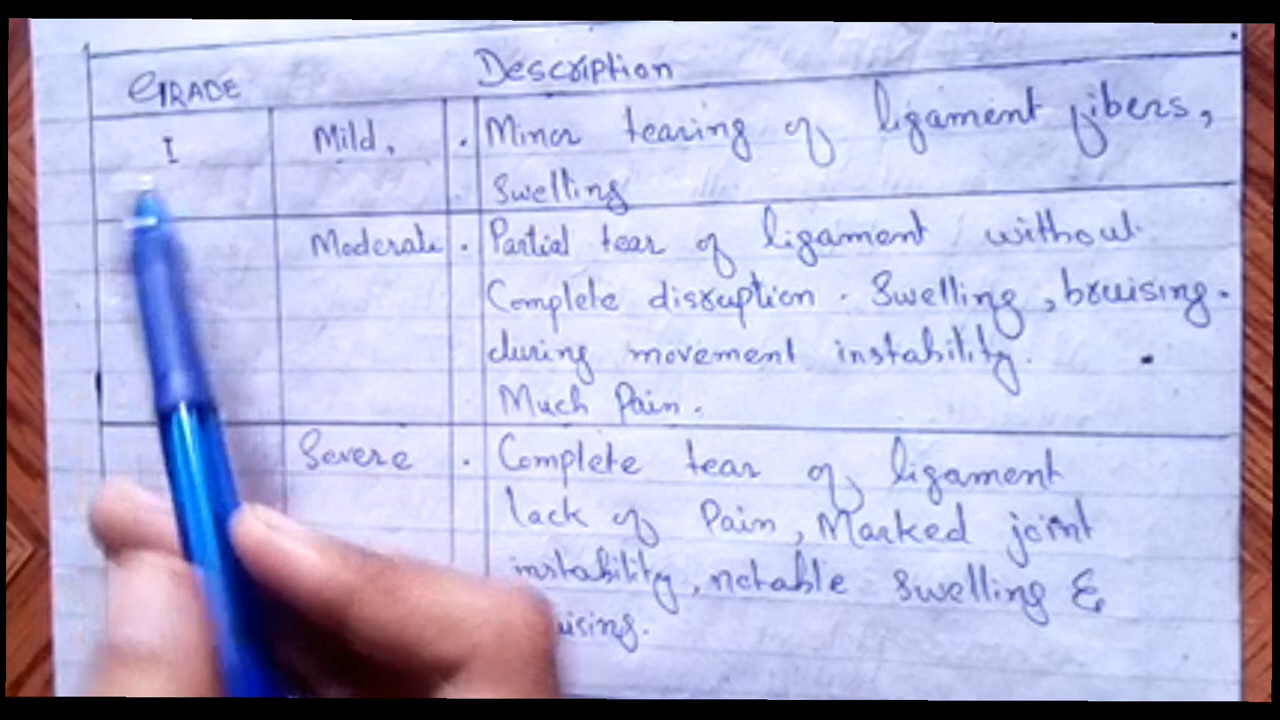 GRADE Description
I Mild, . Minor tearing of ligament fibers,
Swelling
Moderate . Partial tear of ligament without
Complete disruption. Swelling, bruising.
during movement instability.
Much Pain.
Severe . Complete tear of ligament
lack of Pain, Marked joint
instability, notable Swelling &
uising.